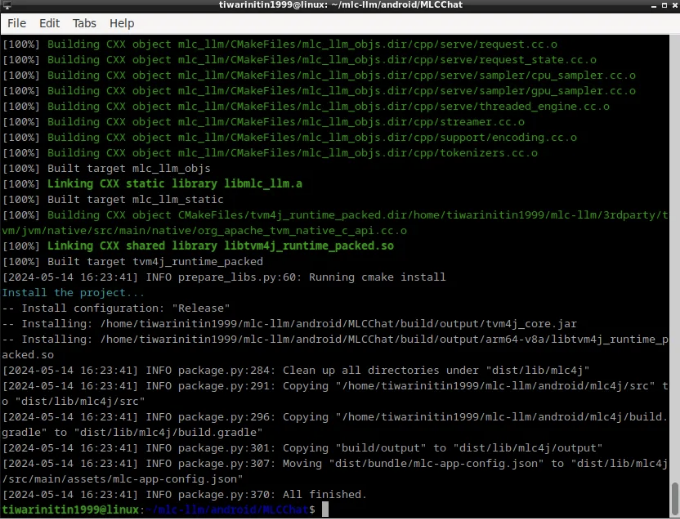 tiwarinitin1999@linux: ~/mlc-llm/android/MLCChat
File Edit Tabs Help
[100%] Building CXX object mlc_llm/CMakeFiles/mlc_llm_objs.dir/cpp/serve/request.cc.o
[100%] Building CXX object mlc_llm/CMakeFiles/mlc_llm_objs.dir/cpp/serve/request_state.cc.o
[100%] Building CXX object mlc_llm/CMakeFiles/mlc_llm_objs.dir/cpp/serve/sampler/cpu_sampler.cc.o
[100%] Building CXX object mlc_llm/CMakeFiles/mlc_llm_objs.dir/cpp/serve/sampler/gpu_sampler.cc.o
[100%] Building CXX object mlc_llm/CMakeFiles/mlc_llm_objs.dir/cpp/serve/threaded_engine.cc.o
[100%] Building CXX object mlc_llm/CMakeFiles/mlc_llm_objs.dir/cpp/streamer.cc.o
[100%] Building CXX object mlc_llm/CMakeFiles/mlc_llm_objs.dir/cpp/support/encoding.cc.o
[100%] Building CXX object mlc_llm/CMakeFiles/mlc_llm_objs.dir/cpp/tokenizers.cc.o
[100%] Built target mlc_llm_objs
[100%] Linking CXX static library libmlc_llm.a
[100%] Built target mlc_llm_static
[100%] Building CXX object CMakeFiles/tvm4j_runtime_packed.dir/home/tiwarinitin1999/mlc-llm/3rdparty/t
vm/jvm/native/src/main/native/org_apache_tvm_native_c_api.cc.o
[100%] Linking CXX shared library libtvm4j_runtime_packed.so
[100%] Built target tvm4j_runtime_packed
[2024-05-14 16:23:41] INFO prepare_libs.py:60: Running cmake install
Install the project...
-- Install configuration: "Release"
-- Installing: /home/tiwarinitin1999/mlc-llm/android/MLCChat/build/output/tvm4j_core.jar
-- Installing: /home/tiwarinitin1999/mlc-llm/android/MLCChat/build/output/arm64-v8a/libtvm4j_runtime_p
acked.so
[2024-05-14 16:23:41] INFO package.py:284: Clean up all directories under "dist/lib/mlc4j"
[2024-05-14 16:23:41] INFO package.py:291: Copying "/home/tiwarinitin1999/mlc-llm/android/mlc4j/src" t
o "dist/lib/mlc4j/src"
[2024-05-14 16:23:41] INFO package.py:296: Copying "/home/tiwarinitin1999/mlc-llm/android/mlc4j/build.
gradle" to "dist/lib/mlc4j/build.gradle"
[2024-05-14 16:23:41] INFO package.py:301: Copying "build/output" to "dist/lib/mlc4j/output"
[2024-05-14 16:23:41] INFO package.py:307: Moving "dist/bundle/mlc-app-config.json" to "dist/lib/mlc4j
/src/main/assets/mlc-app-config.json"
[2024-05-14 16:23:41] INFO package.py:370: All finished.
tiwarinitin1999@linux:~/mlc-llm/android/MLCChat$